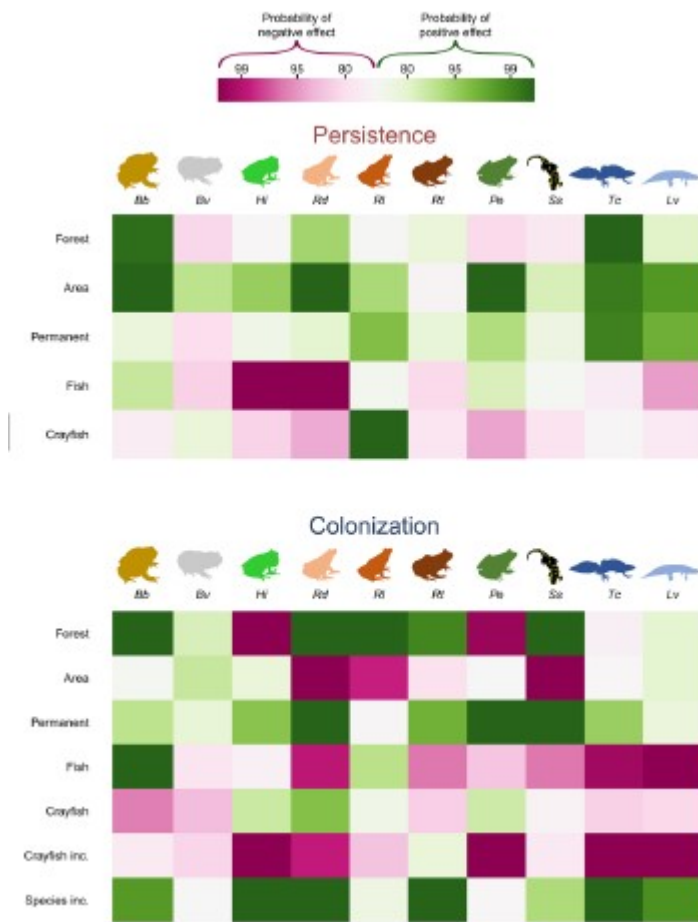 Probability of negative effect
Probability of positive effect
99 95 80 80 95 99
Persistence
Bb Bv Hi Rd Rl Rt Pe Ss Tc Lv
Forest
Area
Permanent
Fish
Crayfish
Colonization
Bb Bv Hi Rd Rl Rt Pe Ss Tc Lv
Forest
Area
Permanent
Fish
Crayfish
Crayfish inc.
Species inc.